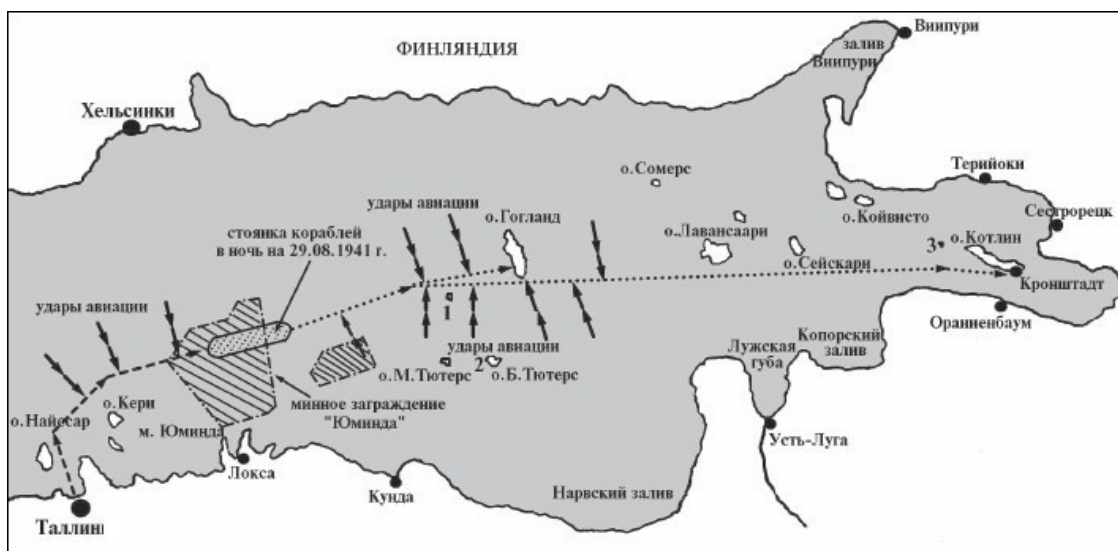 Виипури
ФИНЛЯНДИЯ
залив
Виипури
Хельсинки
о.Сомерс
Терийоки
удары авиации
о.Гогланд
о.Койвисто
Сестрорецк
стоянка кораблей
в ночь на 29.08.1941 г.
о.Лавансаари
3
о.Котлин
о.Сейскари
Кронштадт
удары авиации
1
Ораниенбаум
Копорский
залив
удары авиации
Лужская
губа
2
о.М.Тютерс
о.Б.Тютерс
о.Кери
минное заграждение
"Юминда"
о.Найссар
м. Юминда
Усть-Луга
Локса
Кунда
Нарвский залив
Таллинн